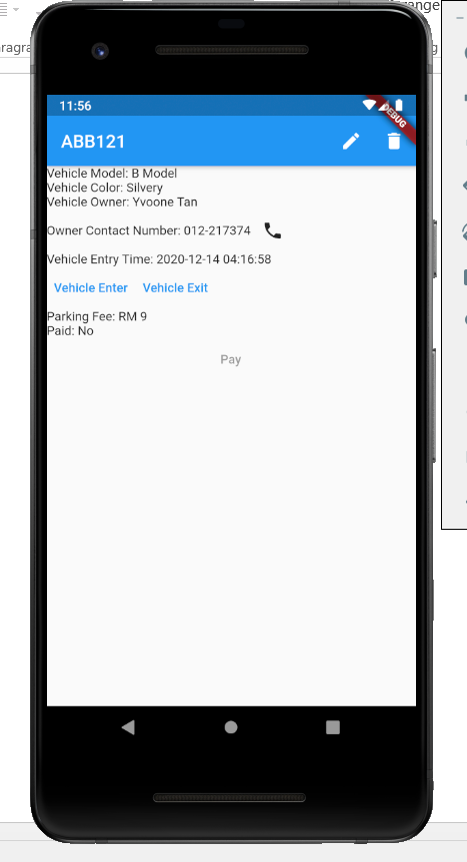 11:56
DEBUG
ABB121
Vehicle Model: B Model
Vehicle Color: Silvery
Vehicle Owner: Yvoone Tan
Owner Contact Number: 012-217374
Vehicle Entry Time: 2020-12-14 04:16:58
Vehicle Enter Vehicle Exit
Parking Fee: RM 9
Paid: No
Pay